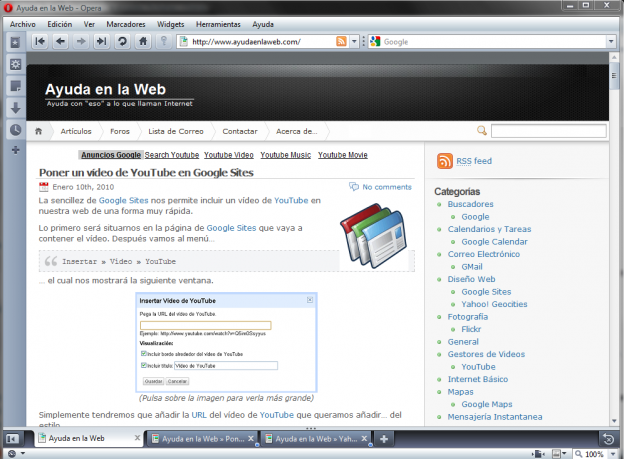 Ayuda en la Web - Opera
Archivo Edición Ver Marcadores Widgets Herramientas Ayuda
http://www.ayudaenlaweb.com/ Google
Ayuda en la Web
Ayuda con "eso" a lo que llaman Internet
Artículos Foros Lista de Correo Contactar Acerca de...
Anuncios Google Search Youtube Youtube Video Youtube Music Youtube Movie
Poner un vídeo de YouTube en Google Sites
Enero 10th, 2010 No comments
La sencillez de Google Sites nos permite incluir un vídeo de YouTube en
nuestra web de una forma muy rápida.
Lo primero será situarnos en la página de Google Sites que vaya a
contener el vídeo. Después vamos al menú...
Insertar » Video » YouTube
... el cual nos mostrará la siguiente ventana.
Insertar Vídeo de YouTube
Pega la URL del vídeo de YouTube.
Ejemplo: http://www.youtube.com/watch?v=QSm0Ssyypus
Visualización:
Incluir borde alrededor del vídeo de YouTube
Incluir título: Vídeo de YouTube
Guardar Cancelar
(Pulsa sobre la imagen para verla más grande)
Simplemente tendremos que añadir la URL del vídeo de YouTube que queramos añadir... del
estilo
RSS feed
Categorias
Buscadores
Google
Calendarios y Tareas
Google Calendar
Correo Electrónico
GMail
Diseño Web
Google Sites
Yahoo! Geocities
Fotografía
Flickr
General
Gestores de Videos
YouTube
Internet Básico
Mapas
Google Maps
Mensajería Instantanea
Ayuda en la Web Ayuda en la Web » Pon... Ayuda en la Web » Yah...
100%